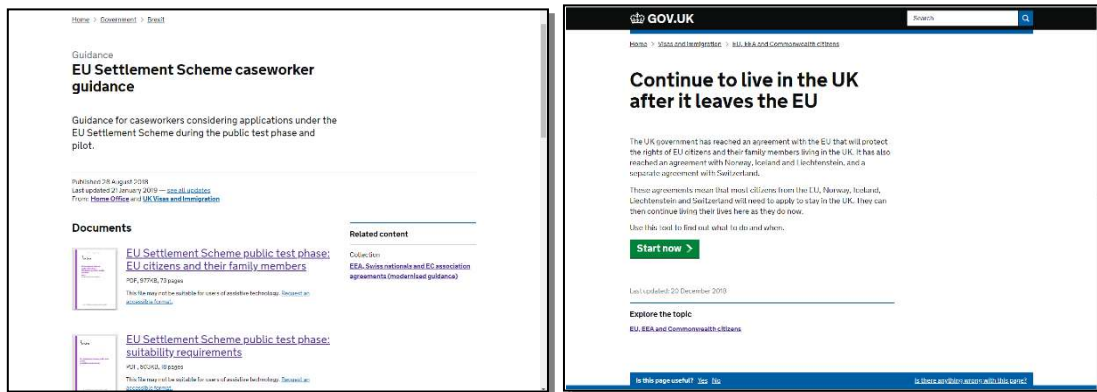 Home > Government > Brexit
Guidance
EU Settlement Scheme caseworker
guidance
Guidance for caseworkers considering applications under the
EU Settlement Scheme during the public test phase and
pilot.
Published 28 August 2018
Last updated 21 January 2019 — see all updates
From: Home Office and UK Visas and Immigration
Documents
EU Settlement Scheme public test phase:
EU citizens and their family members
PDF, 977KB, 73 pages
This file may not be suitable for users of assistive technology. Request an
accessible format.
EU Settlement Scheme public test phase:
suitability requirements
This file may not be suitable for users of assistive technology. Request an
accessible format.
Related content
Collection
EEA, Swiss nationals and EC association
agreements (modernised guidance)
GOV.UK
Search
Home > Visas and immigration > EU, EEA and Commonwealth citizens
Continue to live in the UK
after it leaves the EU
The UK government has reached an agreement with the EU that will protect
the rights of EU citizens and their family members living in the UK. It has also
reached an agreement with Norway, Iceland and Liechtenstein, and a
separate agreement with Switzerland.
These agreements mean that most citizens from the EU, Norway, Iceland,
Liechtenstein and Switzerland will need to apply to stay in the UK. They can
then continue living their lives here as they do now.
Use this tool to find out what to do and when.
Start now
Last updated: 20 December 2018
Explore the topic
EU, EEA and Commonwealth citizens
Is this page useful? Yes No
Is there anything wrong with this page?